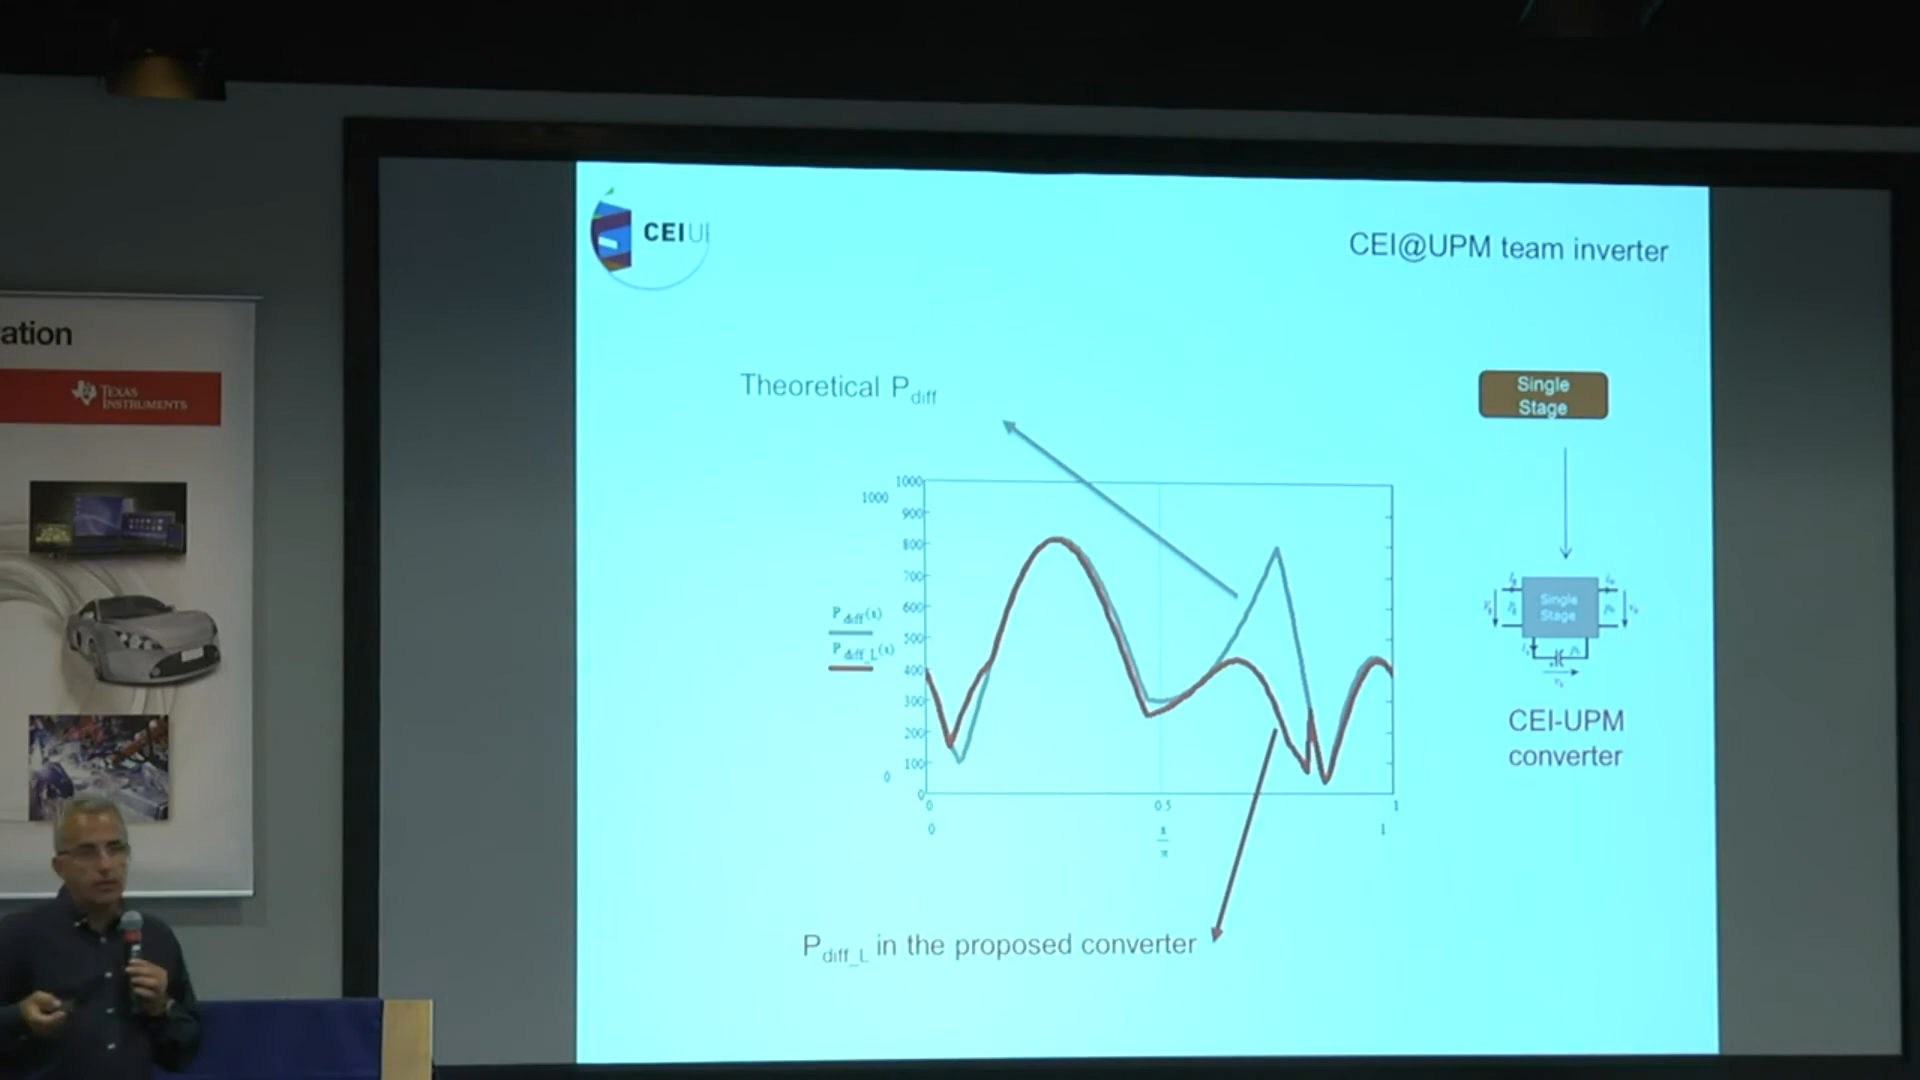 ation
TEXAS
INSTRUMENTS
CEI
CEI@UPM team inverter
Theoretical Pdiff
Single
Stage
1000
1000
900
800
700
600
500
400
300
200
100
0
0
Pdiff(x)
Pdiff_L(x)
0
0.5
1
0
x
π
1
Single
Stage
CEI-UPM
converter
Pdiff_L in the proposed converter